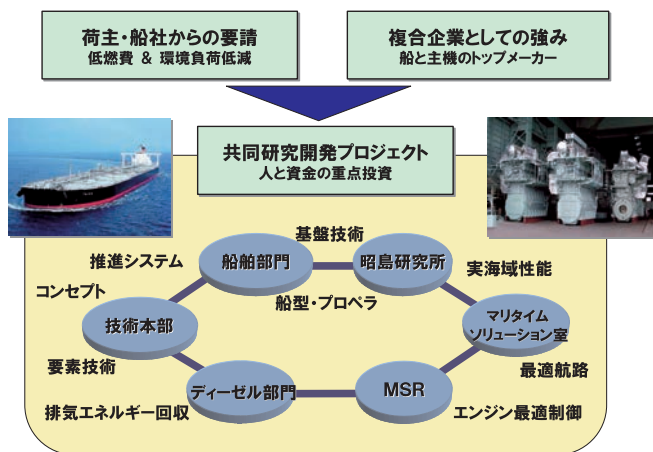 荷主・船社からの要請
低燃費 & 環境負荷低減
複合企業としての強み
船と主機のトップメーカー
共同研究開発プロジェクト
人と資金の重点投資
基盤技術
推進システム
船舶部門
昭島研究所
実海域性能
コンセプト
船型・プロペラ
技術本部
マリタイム
ソリューション室
要素技術
最適航路
ディーゼル部門
MSR
排気エネルギー回収
エンジン最適制御